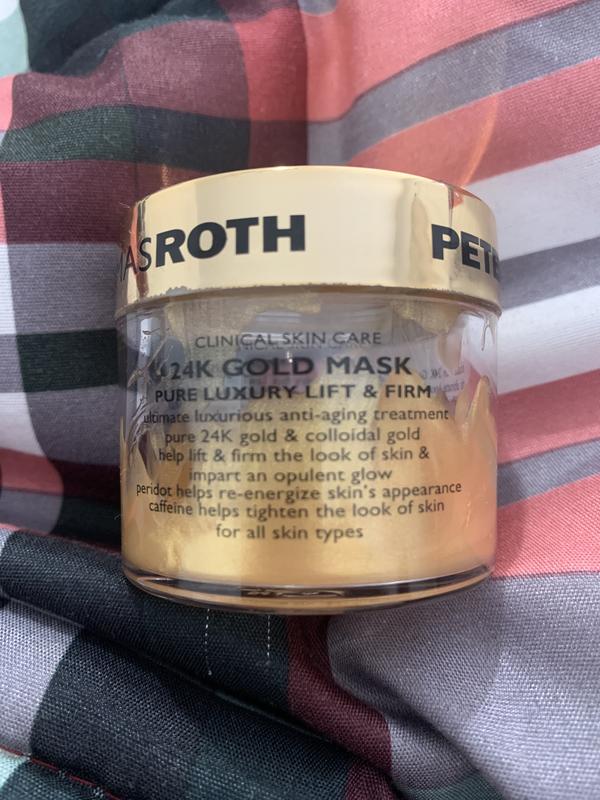 ROTH PETE
CLINICAL SKIN CARE
24K GOLD MASK
PURE LUXURY LIFT & FIRM
ultimate luxurious anti-aging treatment
pure 24K gold & colloidal gold
help lift & firm the look of skin &
impart an opulent glow
peridot helps re-energize skin's appearance
caffeine helps tighten the look of skin
for all skin types